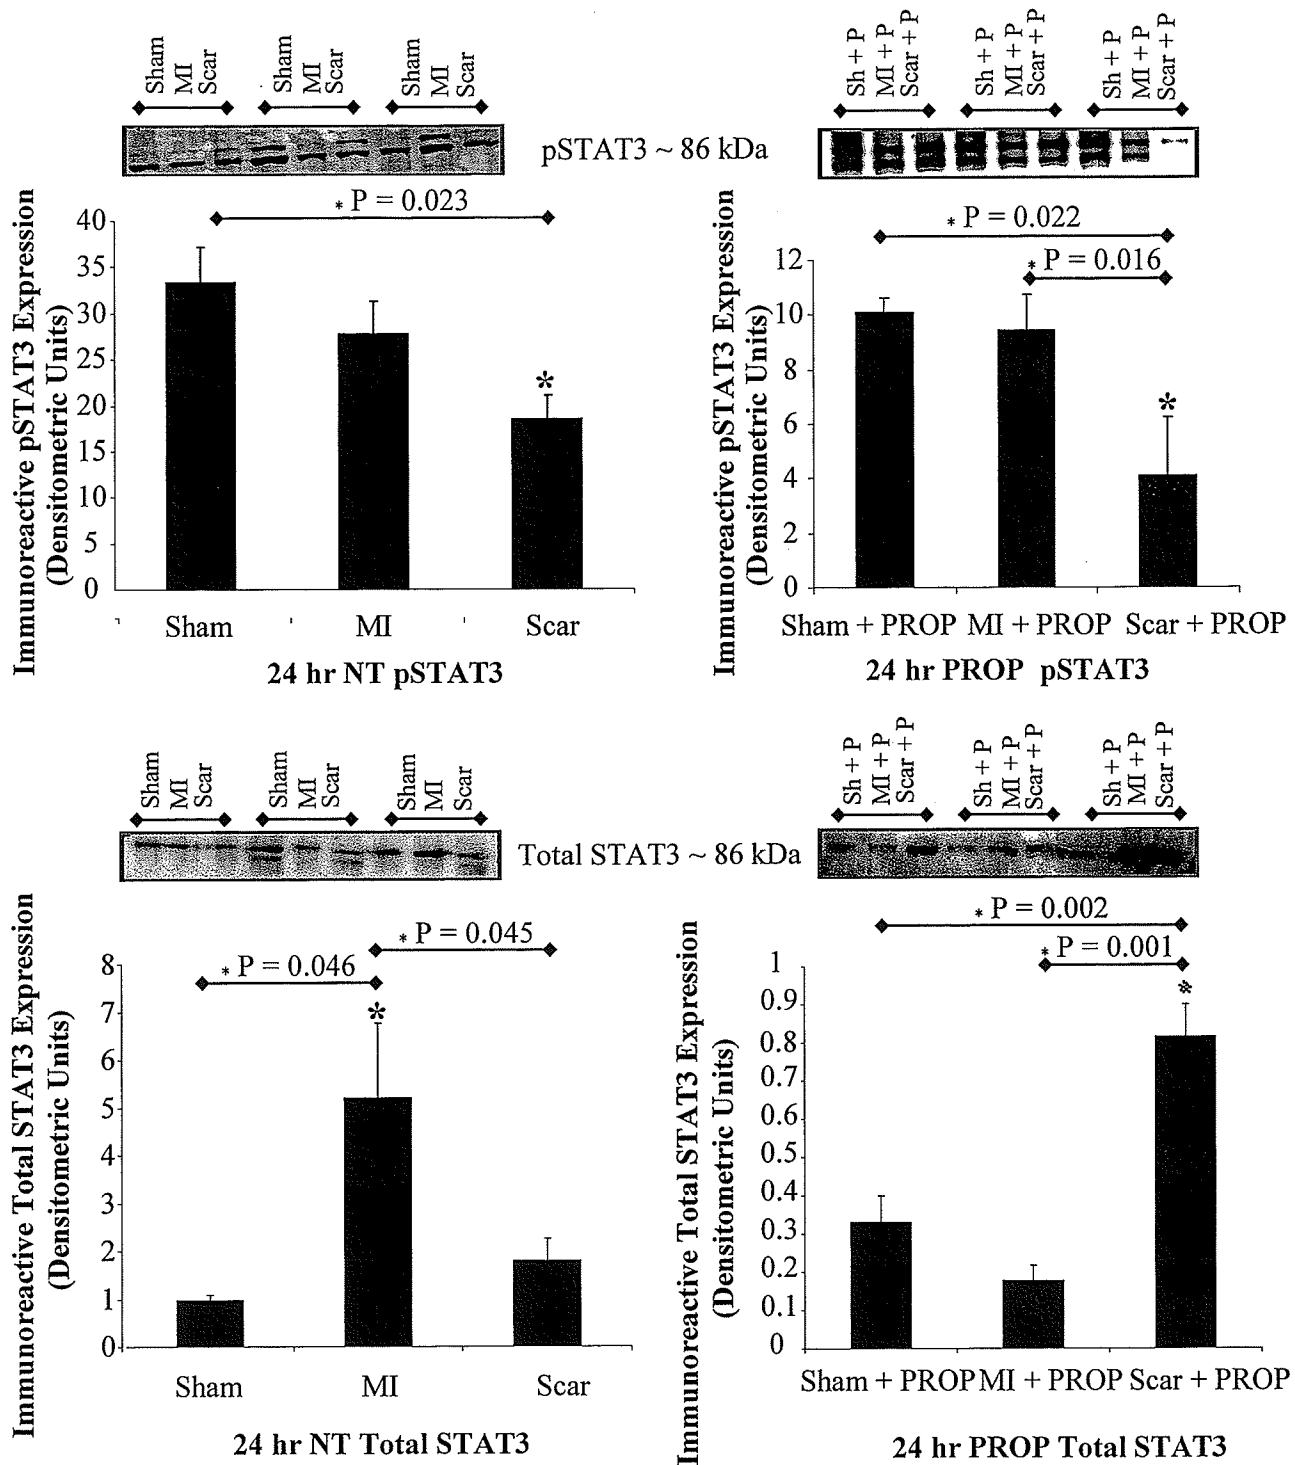 Sham MI Scar Sham MI Scar Sham MI Scar
Sh + P MI + P Scar + P Sh + P MI + P Scar + P Sh + P MI + P Scar + P
pSTAT3 ~ 86 kDa
* P = 0.023
Immunoreactive pSTAT3 Expression
(Densitometric Units)
40
35
30
25
20
15
10
5
0
*
Sham MI Scar
24 hr NT pSTAT3
* P = 0.022
* P = 0.016
Immunoreactive pSTAT3 Expression
(Densitometric Units)
12
10
8
6
4
2
0
*
Sham + PROP MI + PROP Scar + PROP
24 hr PROP pSTAT3
Sham MI Scar Sham MI Scar Sham MI Scar
Sh + P MI + P Scar + P Sh + P MI + P Scar + P Sh + P MI + P Scar + P
Total STAT3 ~ 86 kDa
* P = 0.045
* P = 0.046
Immunoreactive Total STAT3 Expression
(Densitometric Units)
8
7
6
5
4
3
2
1
0
*
Sham MI Scar
24 hr NT Total STAT3
* P = 0.002
* P = 0.001
Immunoreactive Total STAT3 Expression
(Densitometric Units)
1
0.9
0.8
0.7
0.6
0.5
0.4
0.3
0.2
0.1
0
*
Sham + PROP MI + PROP Scar + PROP
24 hr PROP Total STAT3